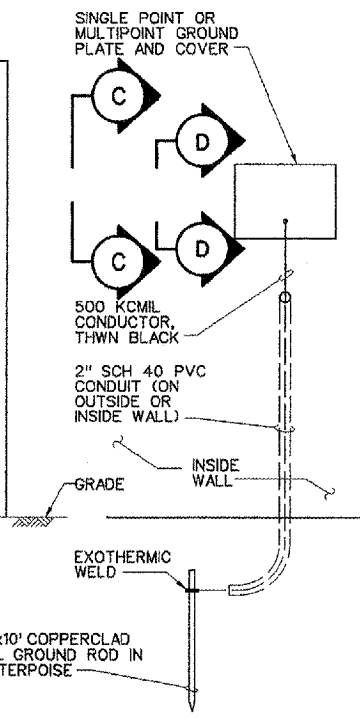 SINGLE POINT OR
MULTIPOINT GROUND
PLATE AND COVER
C
D
C
D
500 KCMIL
CONDUCTOR,
THWN BLACK
2" SCH 40 PVC
CONDUIT (ON
OUTSIDE OR
INSIDE WALL)
INSIDE
WALL
GRADE
EXOTHERMIC
WELD
10' COPPERCLAD
GROUND ROD IN